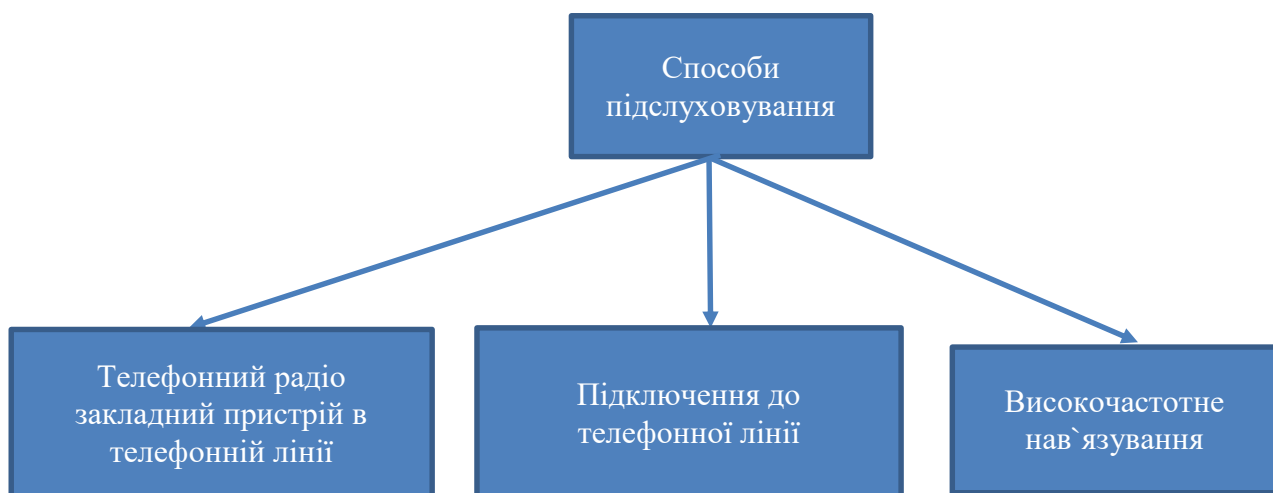 Способи
підслуховування
Телефонний радіо
закладний пристрій в
телефонній лінії
Підключення до
телефонної лінії
Високочастотне
нав`язування